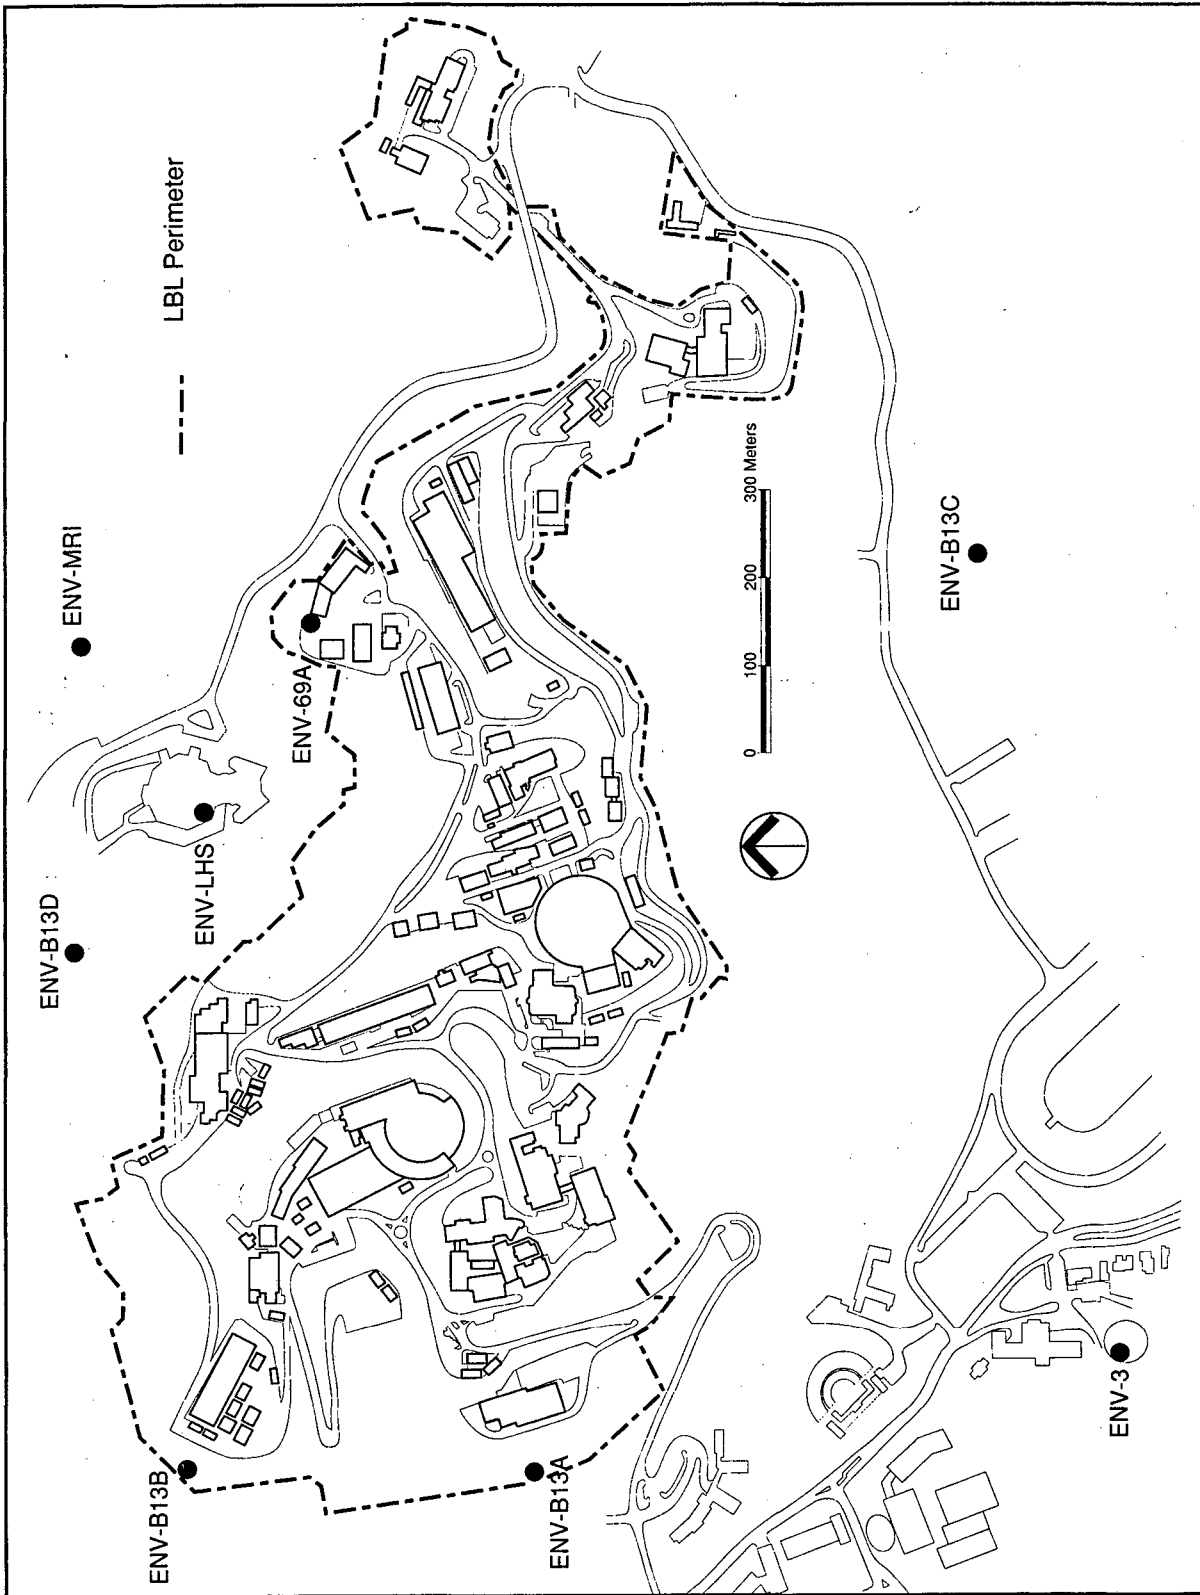 LBL Perimeter
ENV-MRI
ENV-B13D
ENV-LHS
ENV-69A
ENV-B13B
ENV-B13A
ENV-B13C
ENV-3
0 100 200 300 Meters